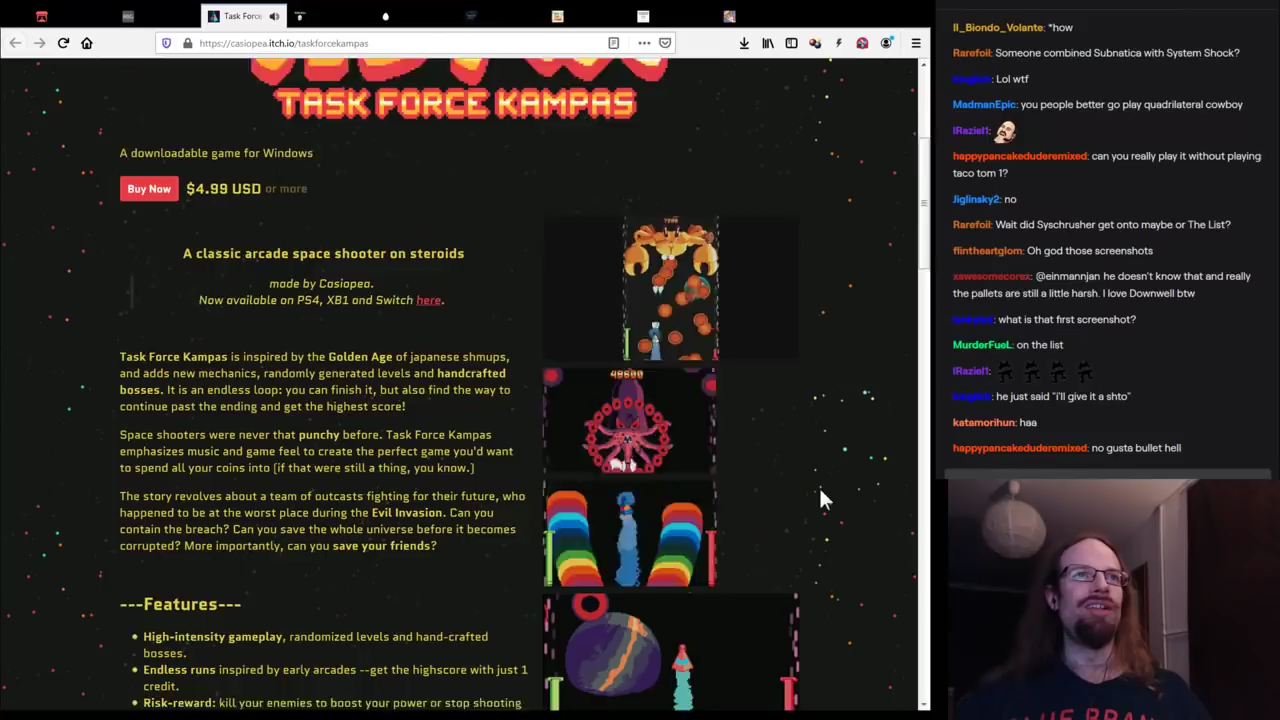 Task Force
https://casiopea.itch.io/taskforcekampas
TASK FORCE KAMPAS
A downloadable game for Windows
Buy Now
$4.99 USD or more
A classic arcade space shooter on steroids
made by Casiopea.
Now available on PS4, XB1 and Switch here.
Task Force Kampas is inspired by the Golden Age of japanese shmups,
and adds new mechanics, randomly generated levels and handcrafted
bosses. It is an endless loop: you can finish it, but also find the way to
continue past the ending and get the highest score!
Space shooters were never that punchy before. Task Force Kampas
emphasizes music and game feel to create the perfect game you'd want
to spend all your coins into [if that were still a thing, you know.]
The story revolves about a team of outcasts fighting for their future, who
happened to be at the worst place during the Evil Invasion. Can you
contain the breach? Can you save the whole universe before it becomes
corrupted? More importantly, can you save your friends?
---Features---
High-intensity gameplay, randomized levels and hand-crafted
bosses.
Endless runs inspired by early arcades --get the highscore with just 1
credit.
Risk-reward: kill your enemies to boost your power or stop shooting
48600
Il_Biondo_Volante: *how
Rarefoil: Someone combined Subnatica with System Shock?
Lol wtf
MadmanEpic: you people better go play quadrilateral cowboy
lRaziel1:
happypancakeduderemixed: can you really play it without playing
taco tom 1?
Jiglinsky2: no
Rarefoil: Wait did Syschrusher get onto maybe or The List?
flintheartglom: Oh god those screenshots
xawesomecorex: @einmannjan he doesn't know that and really
the pallets are still a little harsh. I love Downwell btw
what is that first screenshot?
MurderFueL: on the list
lRaziel1:
he just said "i'll give it a shto"
katamorihun: haa
happypancakeduderemixed: no gusta bullet hell